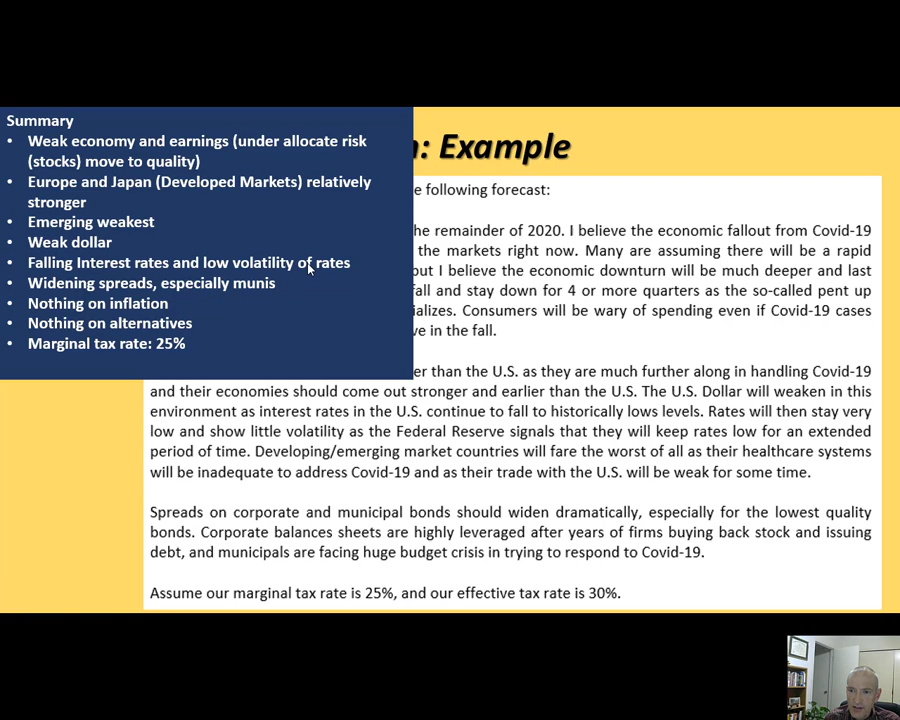 Summary
• Weak economy and earnings (under allocate risk
(stocks) move to quality)
• Europe and Japan (Developed Markets) relatively
stronger
• Emerging weakest
• Weak dollar
• Falling Interest rates and low volatility of rates
• Widening spreads, especially munis
• Nothing on inflation
• Nothing on alternatives
• Marginal tax rate: 25%
: Example
e following forecast:
he remainder of 2020. I believe the economic fallout from Covid-19
the markets right now. Many are assuming there will be a rapid
out I believe the economic downturn will be much deeper and last
fall and stay down for 4 or more quarters as the so-called pent up
ializes. Consumers will be wary of spending even if Covid-19 cases
ve in the fall.
er than the U.S. as they are much further along in handling Covid-19
and their economies should come out stronger and earlier than the U.S. The U.S. Dollar will weaken in this
environment as interest rates in the U.S. continue to fall to historically lows levels. Rates will then stay very
low and show little volatility as the Federal Reserve signals that they will keep rates low for an extended
period of time. Developing/emerging market countries will fare the worst of all as their healthcare systems
will be inadequate to address Covid-19 and as their trade with the U.S. will be weak for some time.
Spreads on corporate and municipal bonds should widen dramatically, especially for the lowest quality
bonds. Corporate balances sheets are highly leveraged after years of firms buying back stock and issuing
debt, and municipals are facing huge budget crisis in trying to respond to Covid-19.
Assume our marginal tax rate is 25%, and our effective tax rate is 30%.